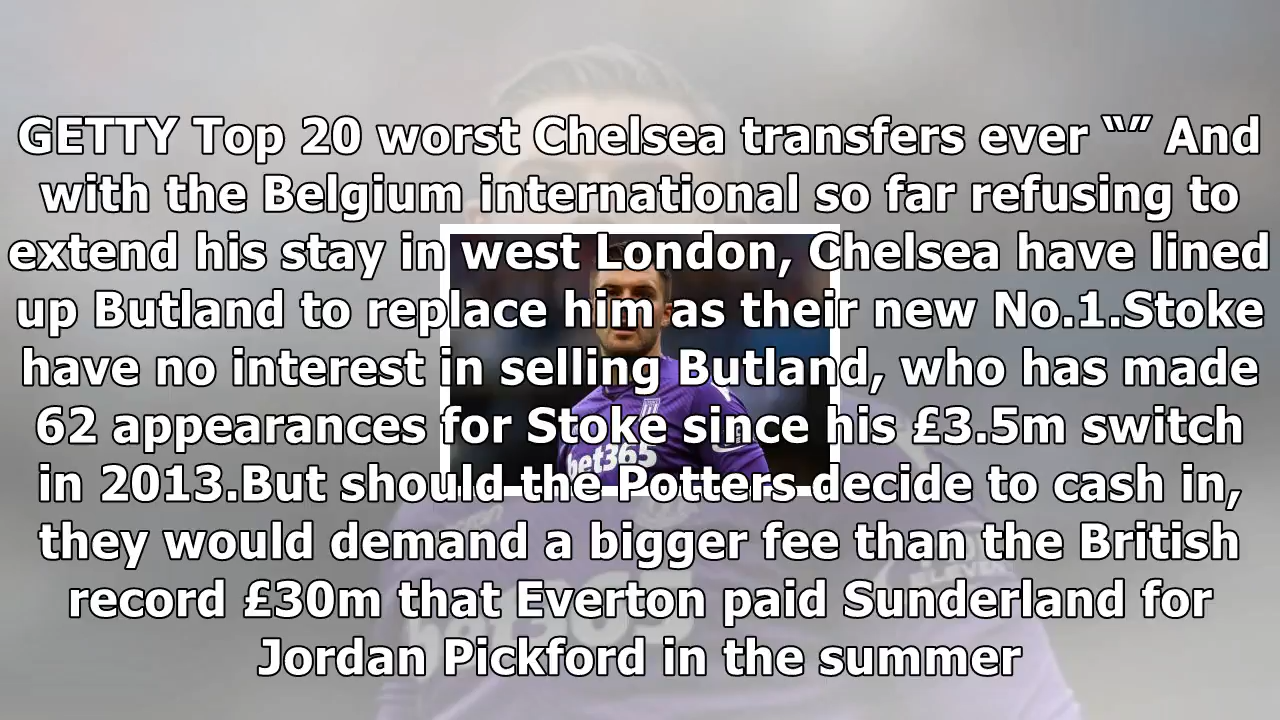 GETTY Top 20 worst Chelsea transfers ever “” And
with the Belgium international so far refusing to
extend his stay in west London, Chelsea have lined
up Butland to replace him as their new No.1.Stoke
have no interest in selling Butland, who has made
62 appearances for Stoke since his £3.5m switch
in 2013.But should the Potters decide to cash in,
they would demand a bigger fee than the British
record £30m that Everton paid Sunderland for
Jordan Pickford in the summer
bet365
bet365